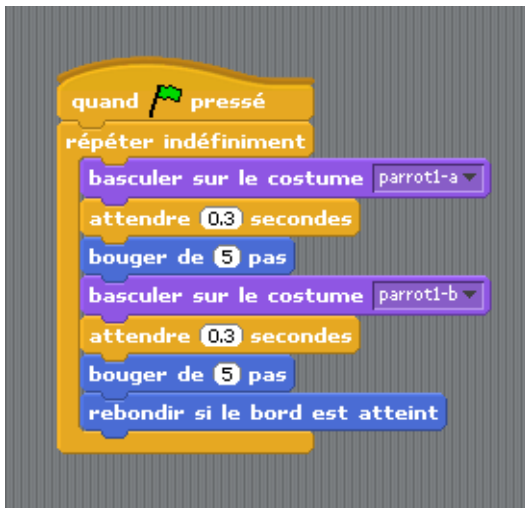 quand pressé
répéter indéfiniment
basculer sur le costume parrot1-a
attendre 0.3 secondes
bouger de 5 pas
basculer sur le costume parrot1-b
attendre 0.3 secondes
bouger de 5 pas
rebondir si le bord est atteint